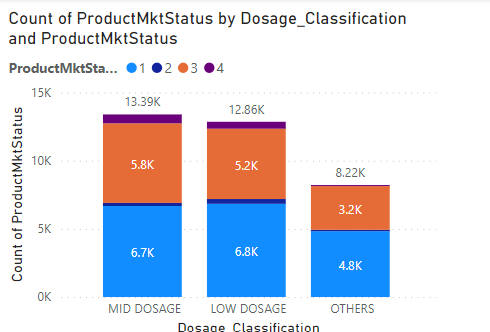 Count of ProductMktStatus by Dosage_Classification
and ProductMktStatus
ProductMktSta... 1 2 3 4
15K
10K
5K
0K
Count of ProductMktStatus
13.39K
12.86K
8.22K
5.8K
5.2K
3.2K
6.7K
6.8K
4.8K
MID DOSAGE LOW DOSAGE OTHERS
Dosage_Classification